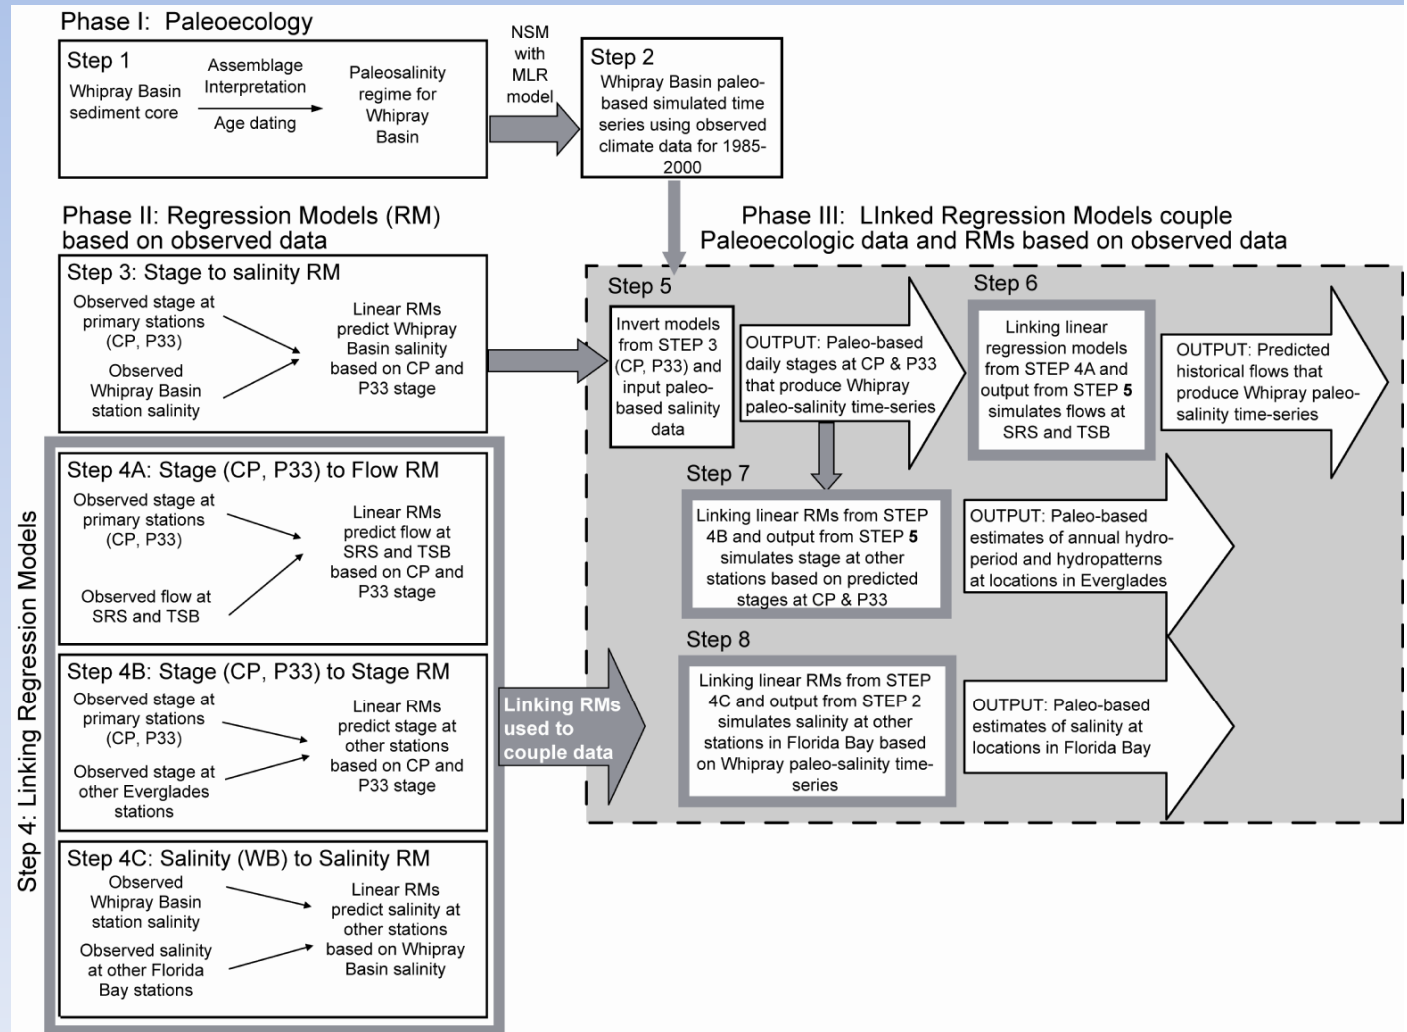 Phase I: Paleoecology
Step 1
Whipray Basin
sediment core
Assemblage
Interpretation
Age dating
Paleosalinity
regime for
Whipray
Basin
NSM
with
MLR
model
Step 2
Whipray Basin paleo-
based simulated time
series using observed
climate data for 1985-
2000
Phase II: Regression Models (RM)
based on observed data
Step 3: Stage to salinity RM
Observed stage at
primary stations
(CP, P33)
Observed
Whipray Basin
station salinity
Linear RMs
predict Whipray
Basin salinity
based on CP and
P33 stage
Step 4: Linking Regression Models
Step 4A: Stage (CP, P33) to Flow RM
Observed stage at
primary stations
(CP, P33)
Observed flow at
SRS and TSB
Linear RMs
predict flow at
SRS and TSB
based on CP and
P33 stage
Step 4B: Stage (CP, P33) to Stage RM
Observed stage at
primary stations
(CP, P33)
Observed stage at
other Everglades
stations
Linear RMs
predict stage at
other stations
based on CP and
P33 stage
Step 4C: Salinity (WB) to Salinity RM
Observed
Whipray Basin
station salinity
Observed salinity
at other Florida
Bay stations
Linear RMs
predict salinity at
other stations
based on Whipray
Basin salinity
Linking RMs
used to
couple data
Phase III: LInked Regression Models couple
Paleoecologic data and RMs based on observed data
Step 5
Invert models
from STEP 3
(CP, P33) and
input paleo-
based salinity
data
OUTPUT: Paleo-based
daily stages at CP & P33
that produce Whipray
paleo-salinity time-series
Step 6
Linking linear
regression models
from STEP 4A and
output from STEP 5
simulates flows at
SRS and TSB
OUTPUT: Predicted
historical flows that
produce Whipray paleo-
salinity time-series
Step 7
Linking linear RMs from STEP
4B and output from STEP 5
simulates stage at other
stations based on predicted
stages at CP & P33
OUTPUT: Paleo-based
estimates of annual hydro-
period and hydropatterns
at locations in Everglades
Step 8
Linking linear RMs from STEP
4C and output from STEP 2
simulates salinity at other
stations in Florida Bay based
on Whipray paleo-salinity time-
series
OUTPUT: Paleo-based
estimates of salinity at
locations in Florida Bay